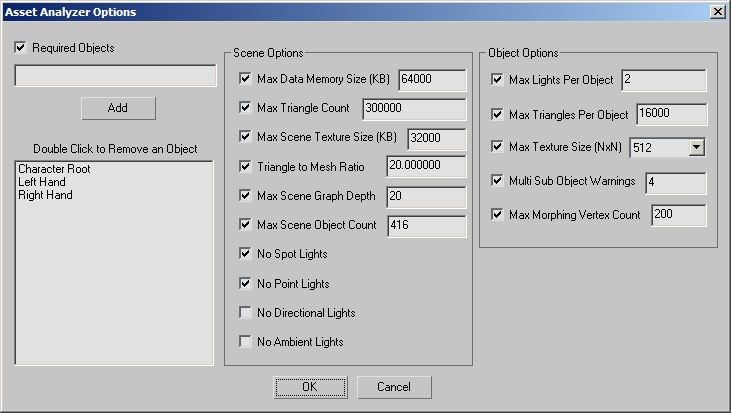 Asset Analyzer Options
Required Objects
Add
Double Click to Remove an Object
Character Root
Left Hand
Right Hand
Scene Options
Max Data Memory Size (KB) 64000
Max Triangle Count 300000
Max Scene Texture Size (KB) 32000
Triangle to Mesh Ratio 20.000000
Max Scene Graph Depth 20
Max Scene Object Count 416
No Spot Lights
No Point Lights
No Directional Lights
No Ambient Lights
Object Options
Max Lights Per Object 2
Max Triangles Per Object 16000
Max Texture Size (NxN) 512
Multi Sub Object Warnings 4
Max Morphing Vertex Count 200
OK
Cancel